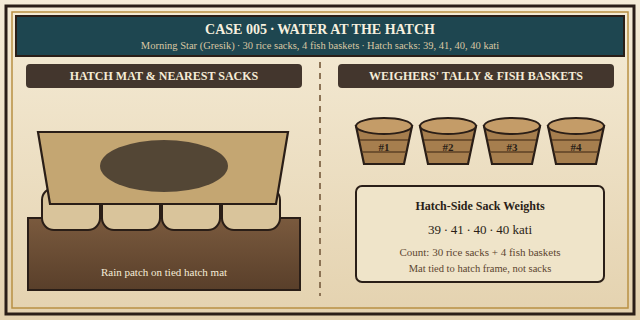 CASE 005 · WATER AT THE HATCH
Morning Star (Gresik) · 30 rice sacks, 4 fish baskets · Hatch sacks: 39, 41, 40, 40 kati
HATCH MAT & NEAREST SACKS
Rain patch on tied hatch mat
WEIGHERS' TALLY & FISH BASKETS
#1 #2 #3 #4
Hatch-Side Sack Weights
39 · 41 · 40 · 40 kati
Count: 30 rice sacks + 4 fish baskets
Mat tied to hatch frame, not sacks